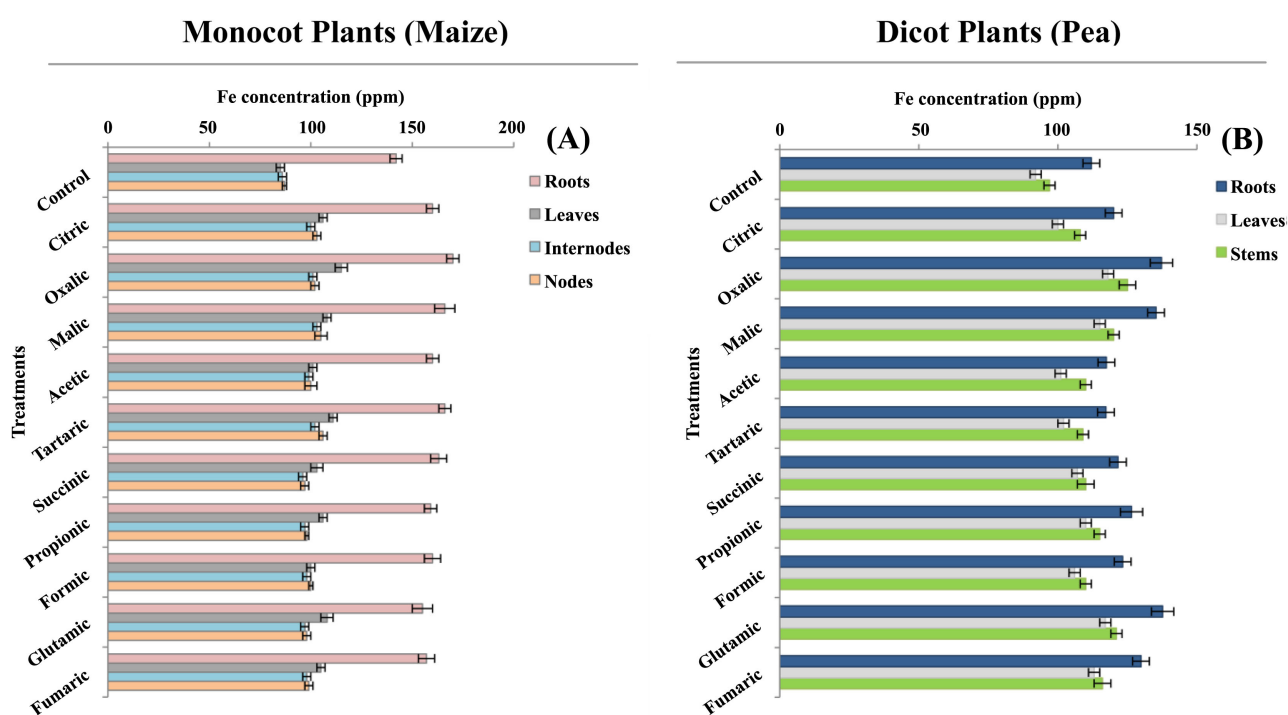 Monocot Plants (Maize)
Fe concentration (ppm)
0 50 100 150 200
(A)
Treatments
Control
Citric
Oxalic
Malic
Acetic
Tartaric
Succinic
Propionic
Formic
Glutamic
Fumaric
Roots
Leaves
Internodes
Nodes
Dicot Plants (Pea)
Fe concentration (ppm)
0 50 100 150
(B)
Treatments
Control
Citric
Oxalic
Malic
Acetic
Tartaric
Succinic
Propionic
Formic
Glutamic
Fumaric
Roots
Leaves
Stems